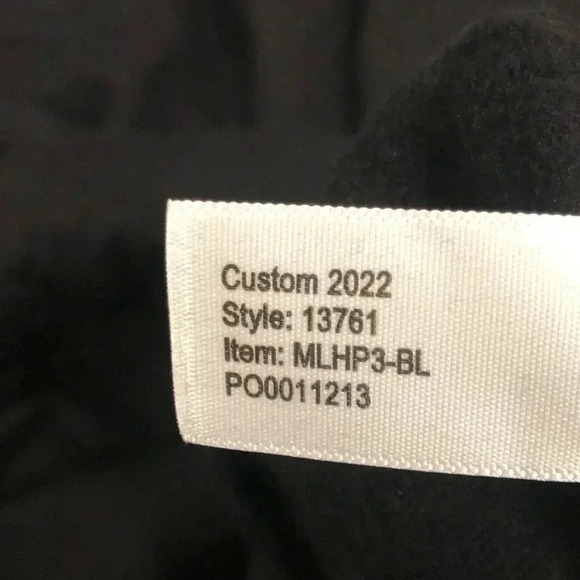 Custom 2022
Style: 13761
Item: MLHP3-BL
PO0011213